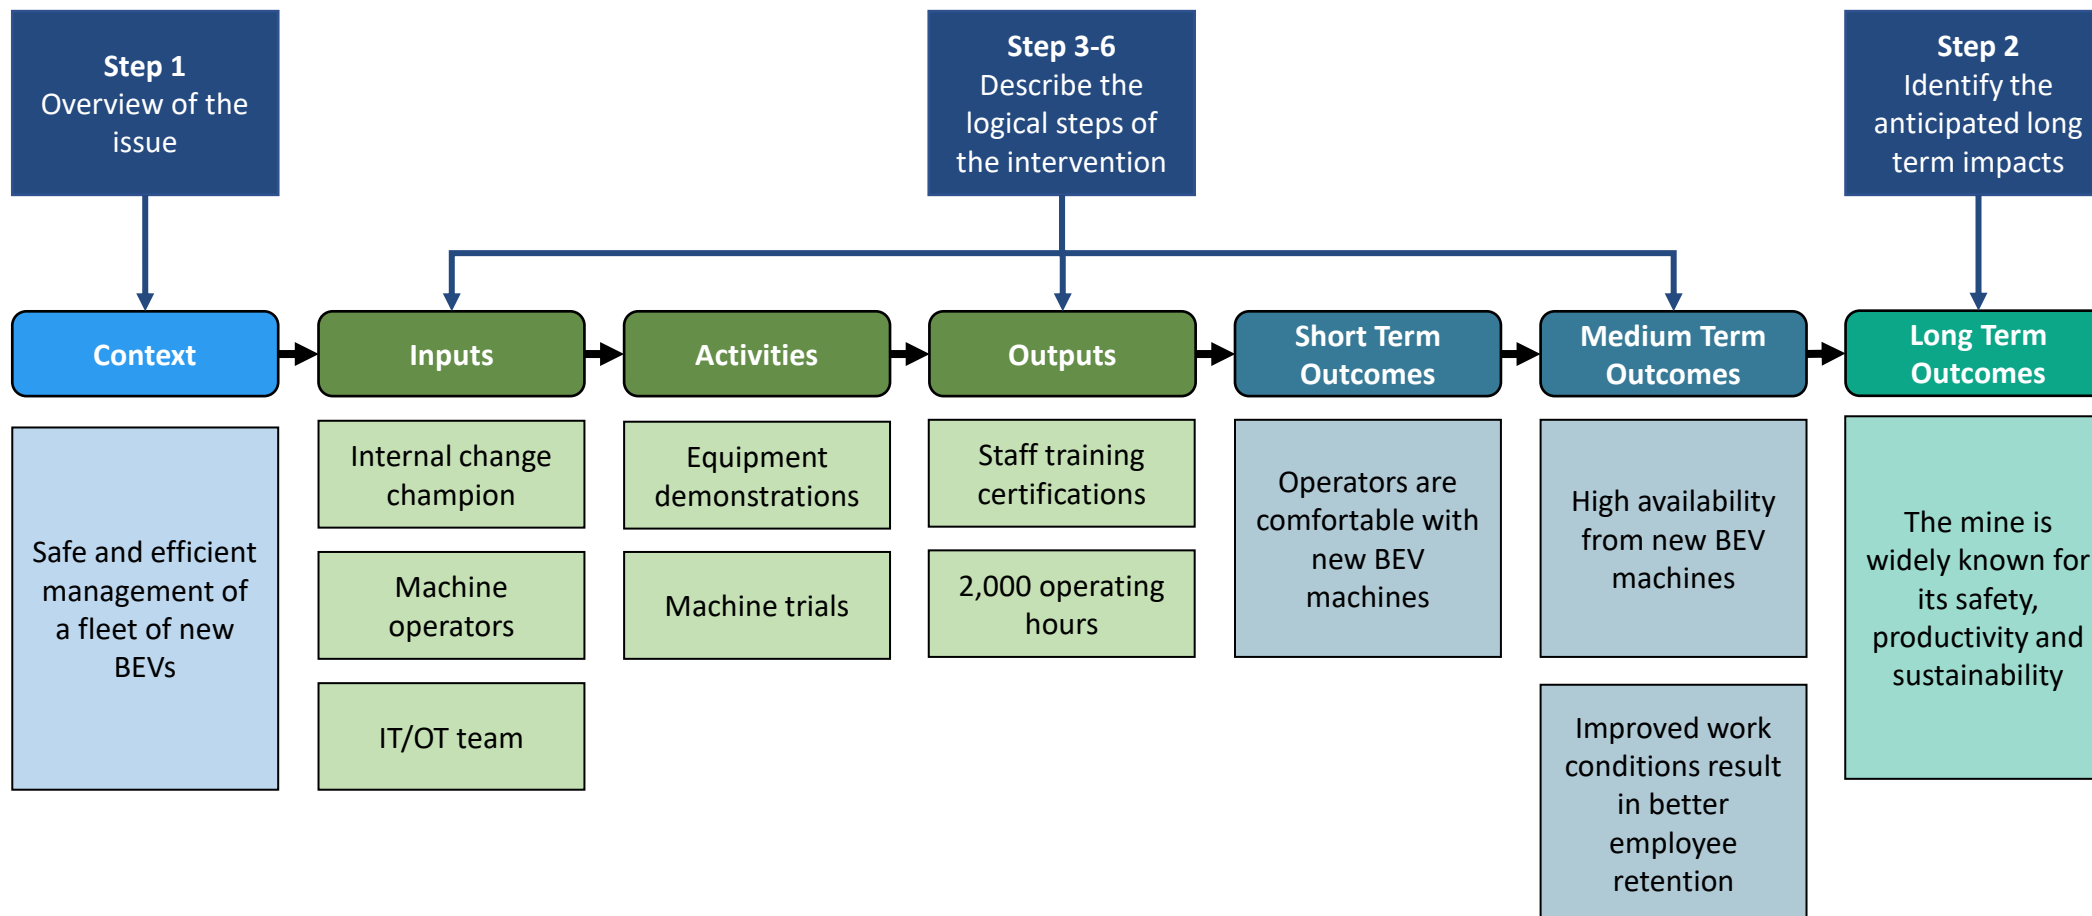 Step 1
Overview of the
issue
Step 3-6
Describe the
logical steps of
the intervention
Step 2
Identify the
anticipated long
term impacts
Context
Inputs
Activities
Outputs
Short Term
Outcomes
Medium Term
Outcomes
Long Term
Outcomes
Safe and efficient
management of
a fleet of new
BEVs
Internal change
champion
Machine
operators
IT/OT team
Equipment
demonstrations
Machine trials
Staff training
certifications
2,000 operating
hours
Operators are
comfortable with
new BEV
machines
High availability
from new BEV
machines
Improved work
conditions result
in better
employee
retention
The mine is
widely known for
its safety,
productivity and
sustainability